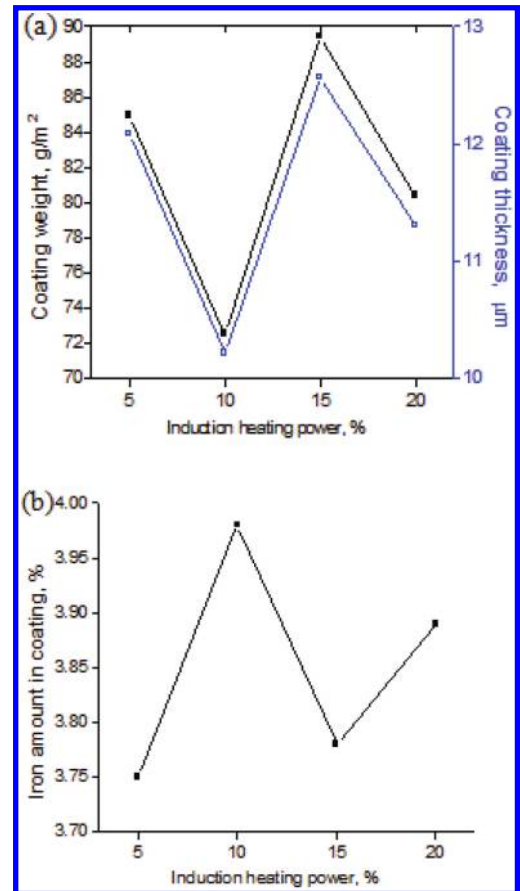 (a)
90
88
86
84
82
80
78
76
74
72
70
Coating weight, g/m²
13
12
11
10
Coating thickness, μm
5 10 15 20
Induction heating power, %
(b)
4.00
3.95
3.90
3.85
3.80
3.75
3.70
Iron amount in coating, %
5 10 15 20
Induction heating power, %